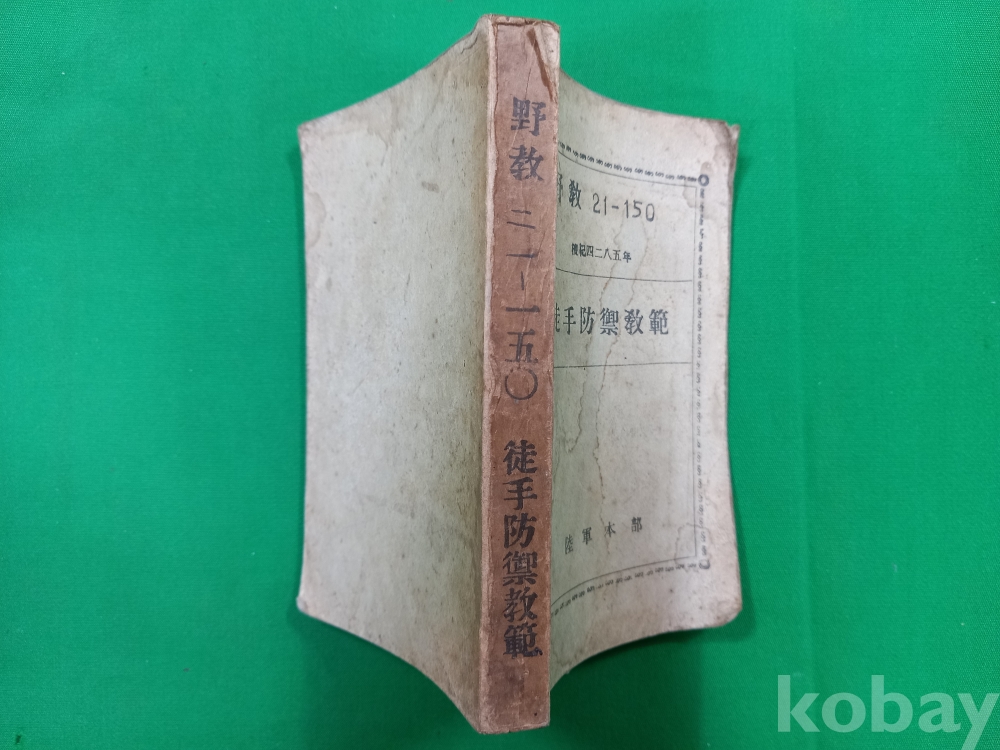 野教 二一-一五〇 徒手防禦教範
野教 21-150
檀紀四二八五年
徒手防禦敎範
陸軍本部
kobay